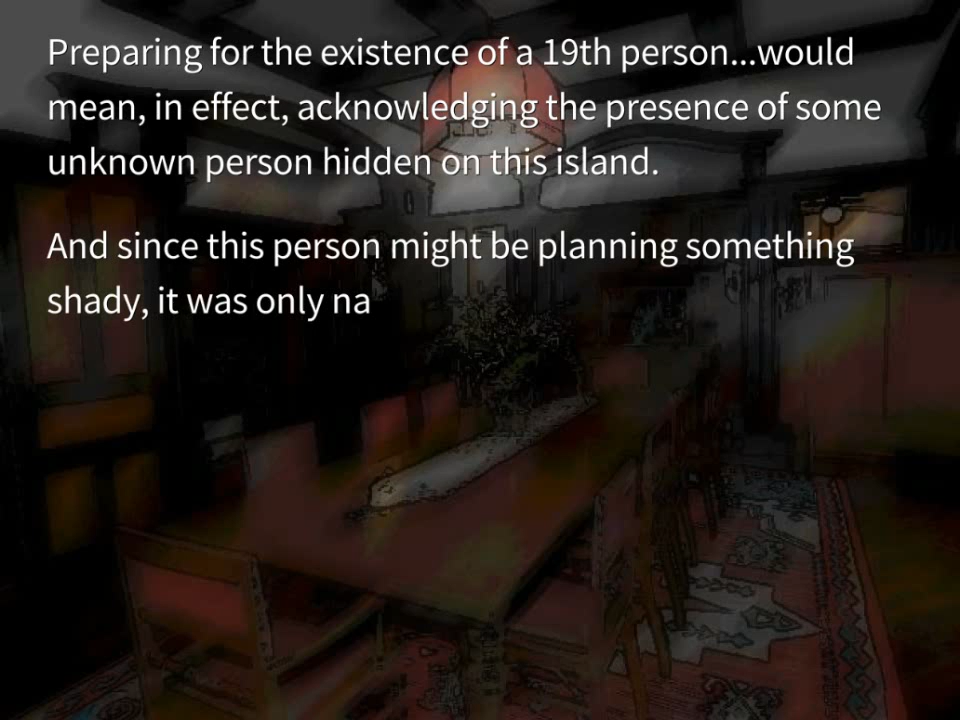 Preparing for the existence of a 19th person...would
mean, in effect, acknowledging the presence of some
unknown person hidden on this island.
And since this person might be planning something
shady, it was only na